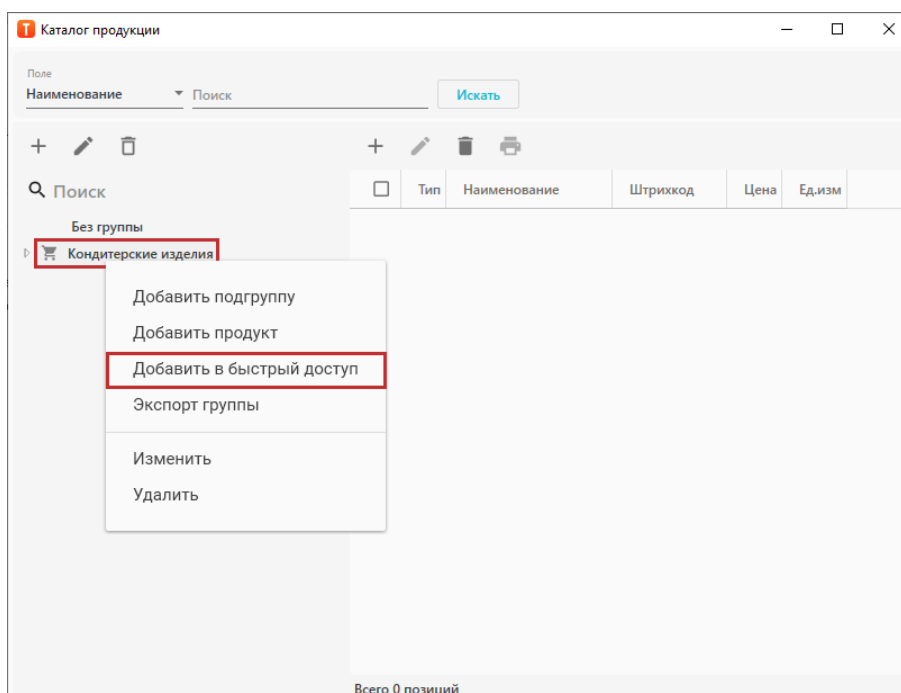 Т Каталог продукции
Поле
Наименование Поиск Искать
Поиск
Тип Наименование Штрихкод Цена Ед.изм
Без группы
Кондитерские изделия
Добавить подгруппу
Добавить продукт
Добавить в быстрый доступ
Экспорт группы
Изменить
Удалить
Всего 0 позиций